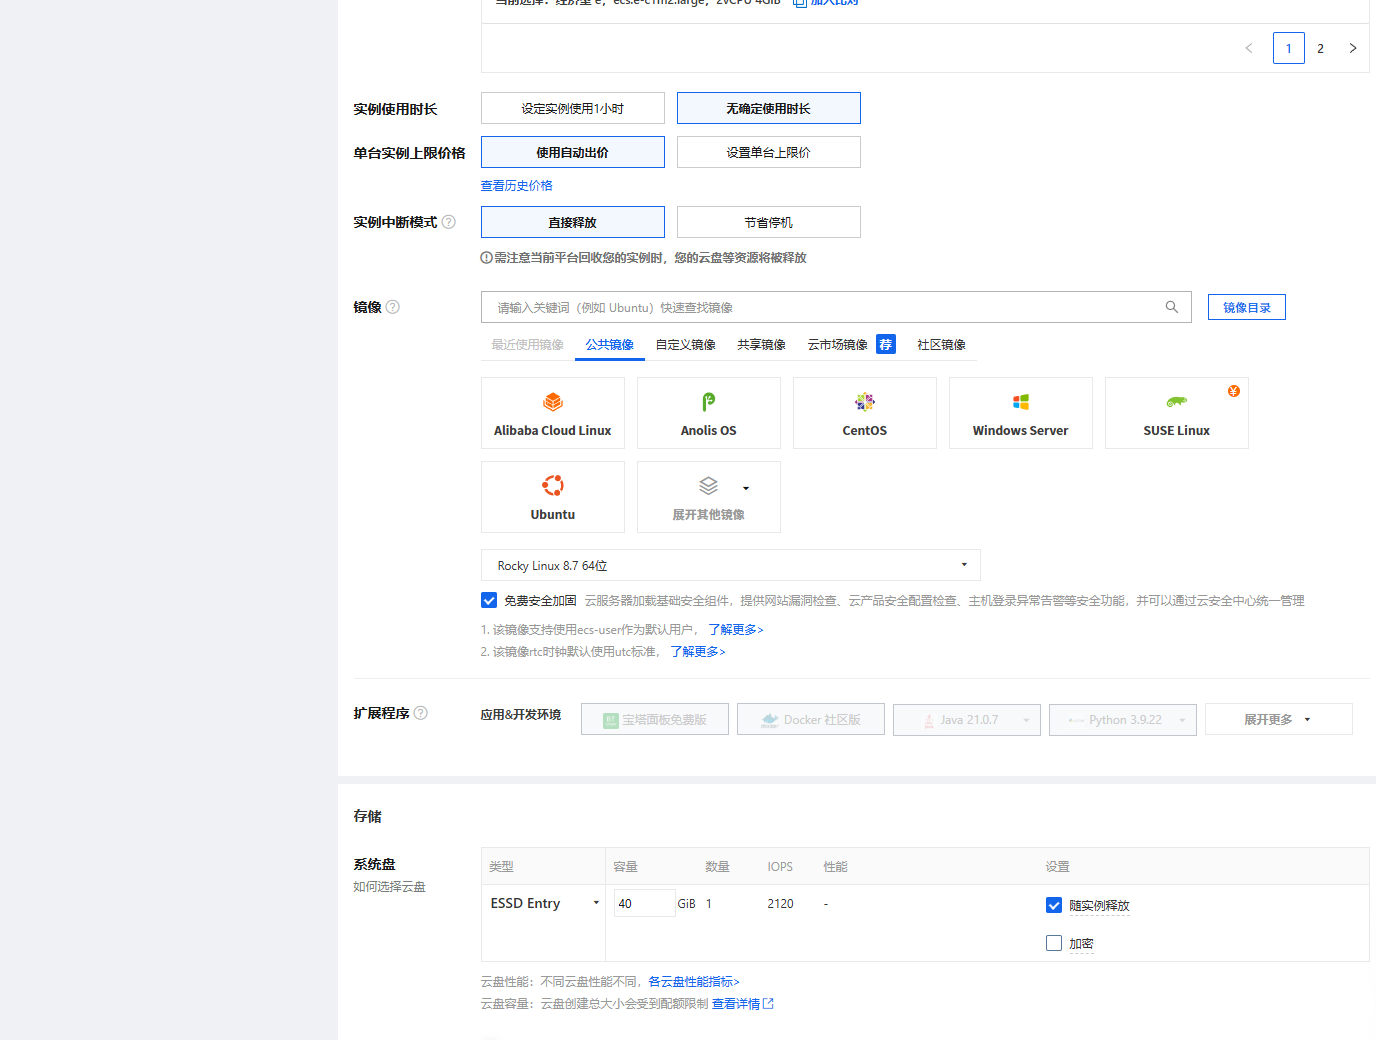 当前选择：经济型 e，ecs.e-c1m2.large，2vCPU 4GiB 加入比对
1 2
实例使用时长 设定实例使用1小时 无确定使用时长
单台实例上限价格 使用自动出价 设置单台上限价
查看历史价格
实例中断模式 直接释放 节省停机
需注意当前平台回收您的实例时，您的云盘等资源将被释放
镜像 请输入关键词（例如 Ubuntu）快速查找镜像 镜像目录
最近使用镜像 公共镜像 自定义镜像 共享镜像 云市场镜像 荐 社区镜像
¥
Alibaba Cloud Linux Anolis OS CentOS Windows Server SUSE Linux
Ubuntu 展开其他镜像
Rocky Linux 8.7 64位
免费安全加固 云服务器加载基础安全组件，提供网站漏洞检查、云产品安全配置检查、主机登录异常告警等安全功能，并可以通过云安全中心统一管理
1. 该镜像支持使用ecs-user作为默认用户， 了解更多>
2. 该镜像rtc时钟默认使用utc标准， 了解更多>
扩展程序 应用&开发环境 宝塔面板免费版 Docker 社区版 Java 21.0.7 Python 3.9.22 展开更多
存储
系统盘 类型 容量 数量 IOPS 性能 设置
如何选择云盘
ESSD Entry 40 GiB 1 2120 - 随实例释放
加密
云盘性能：不同云盘性能不同，各云盘性能指标>
云盘容量：云盘创建总大小会受到配额限制 查看详情